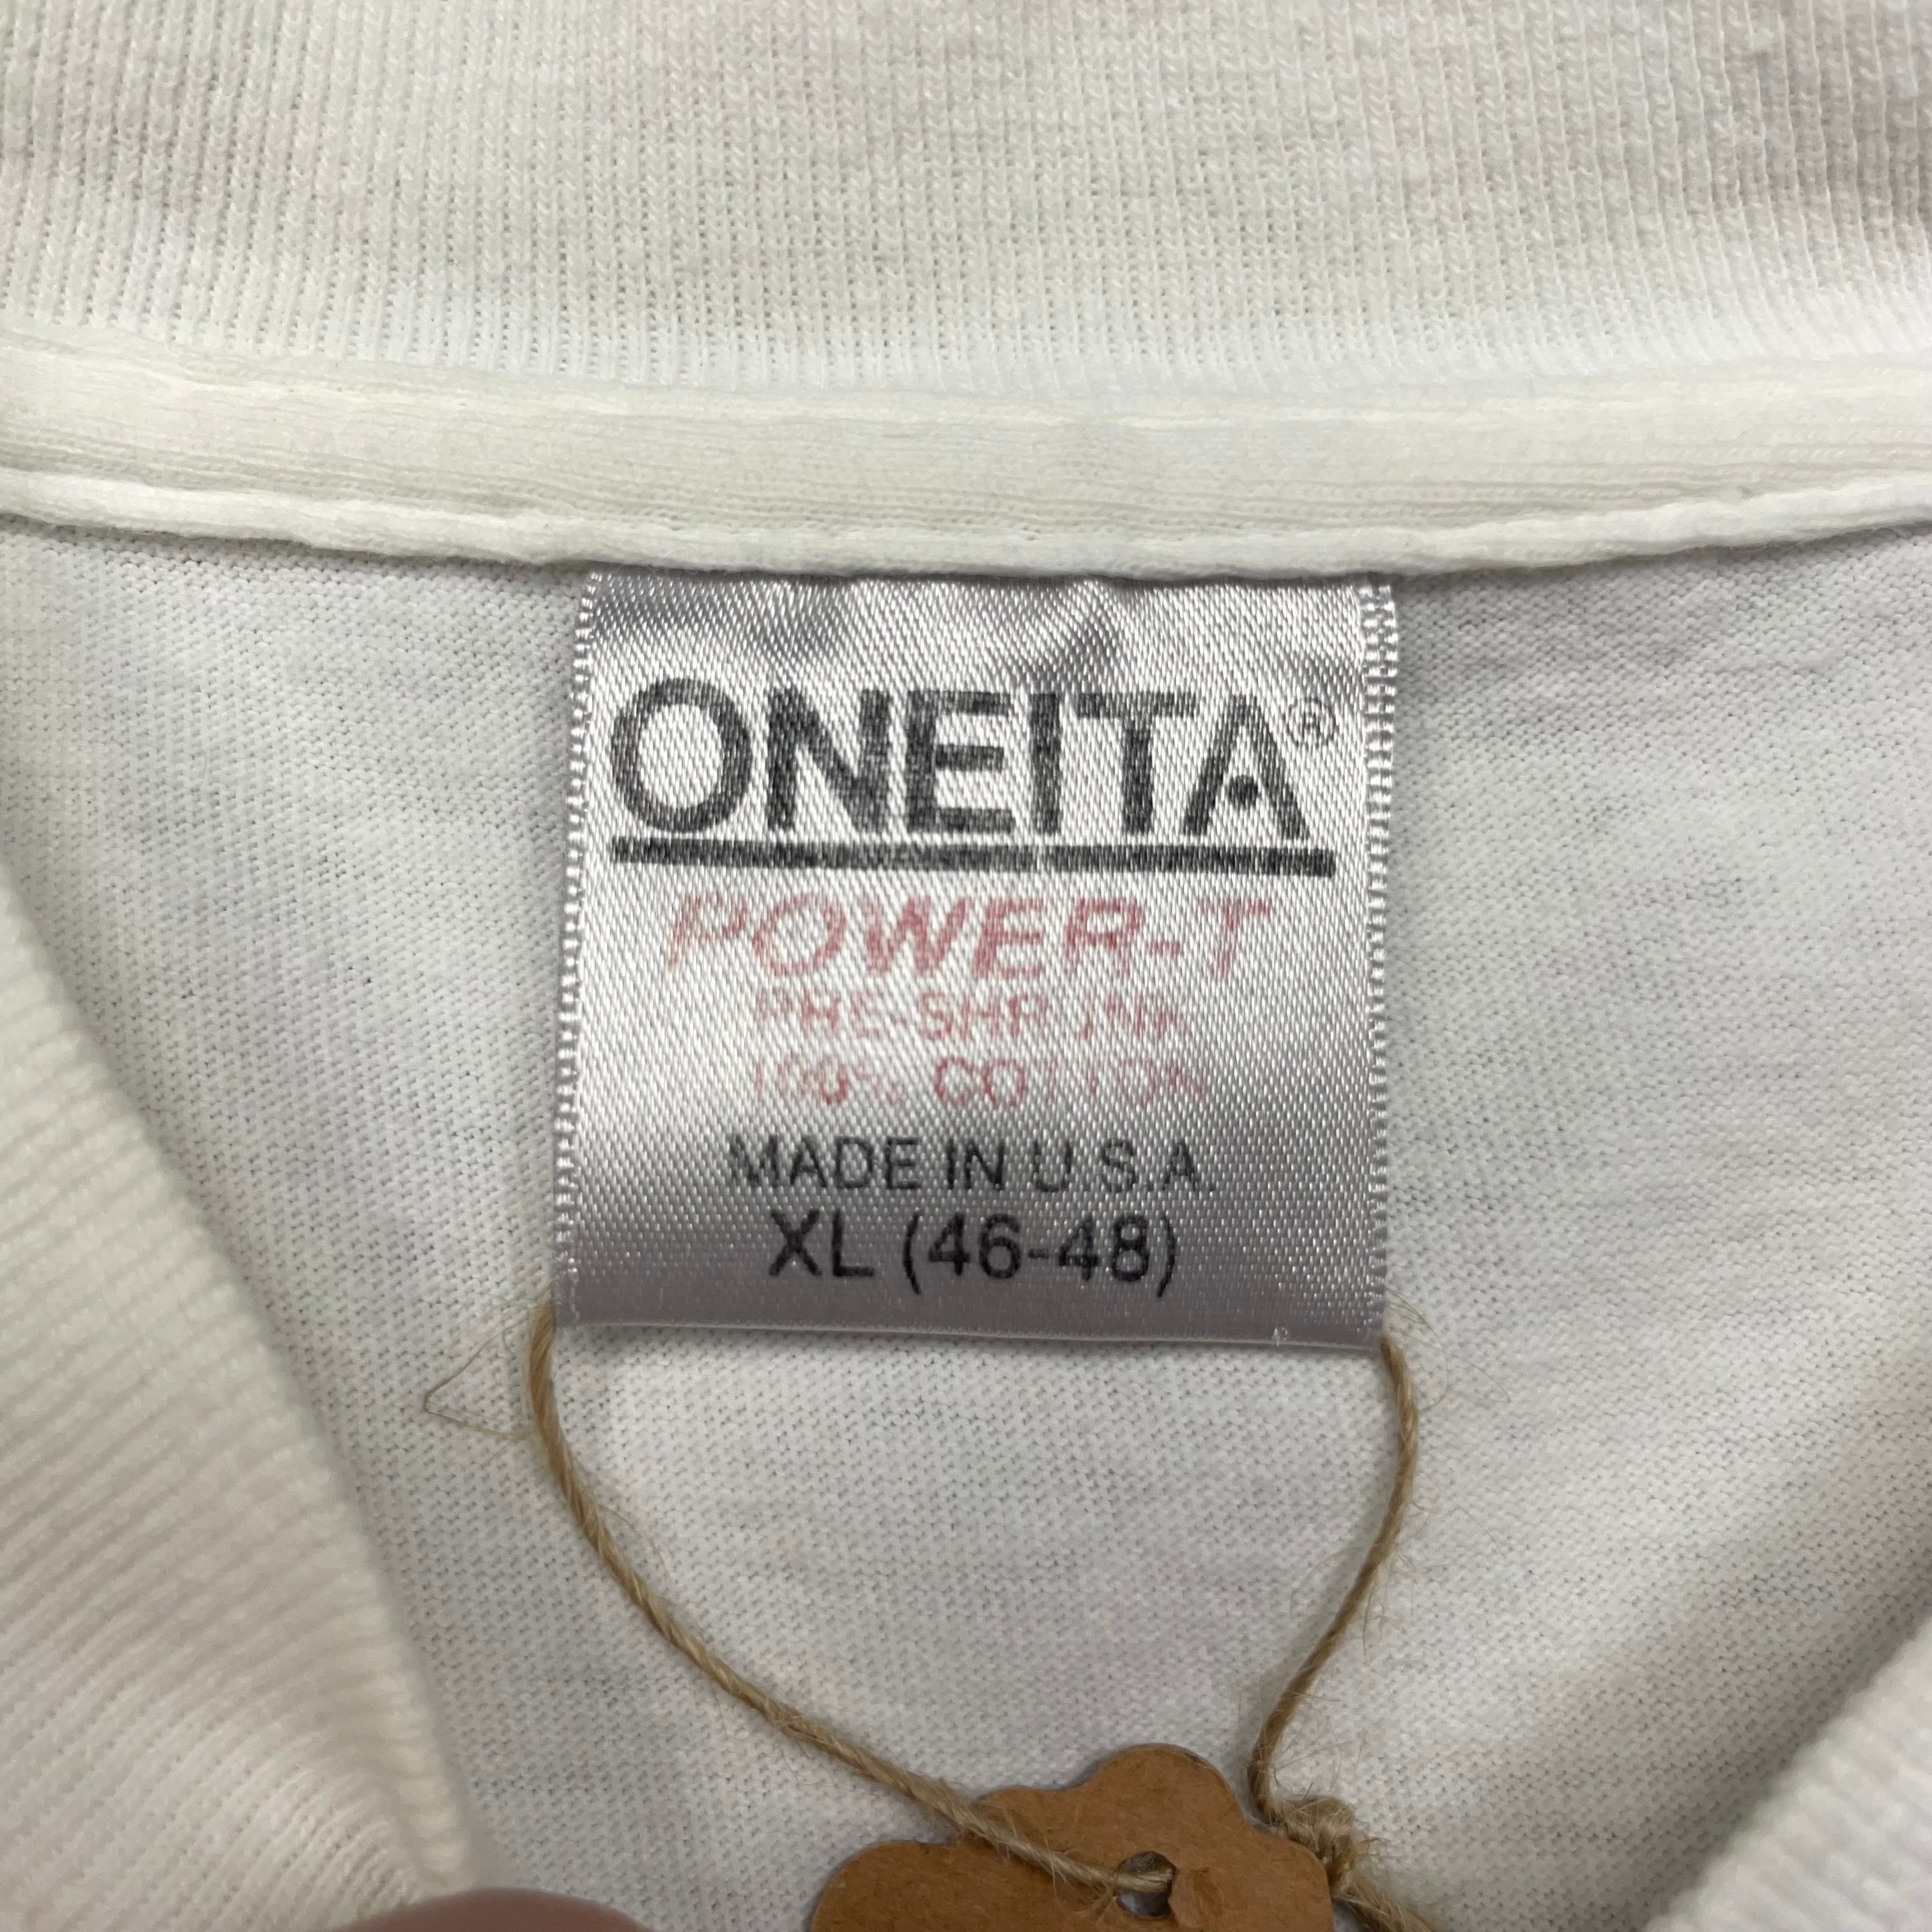 ONEITA®
POWER-T
PRE-SHRUNK
100% COTTON
MADE IN U.S.A.
XL (46-48)